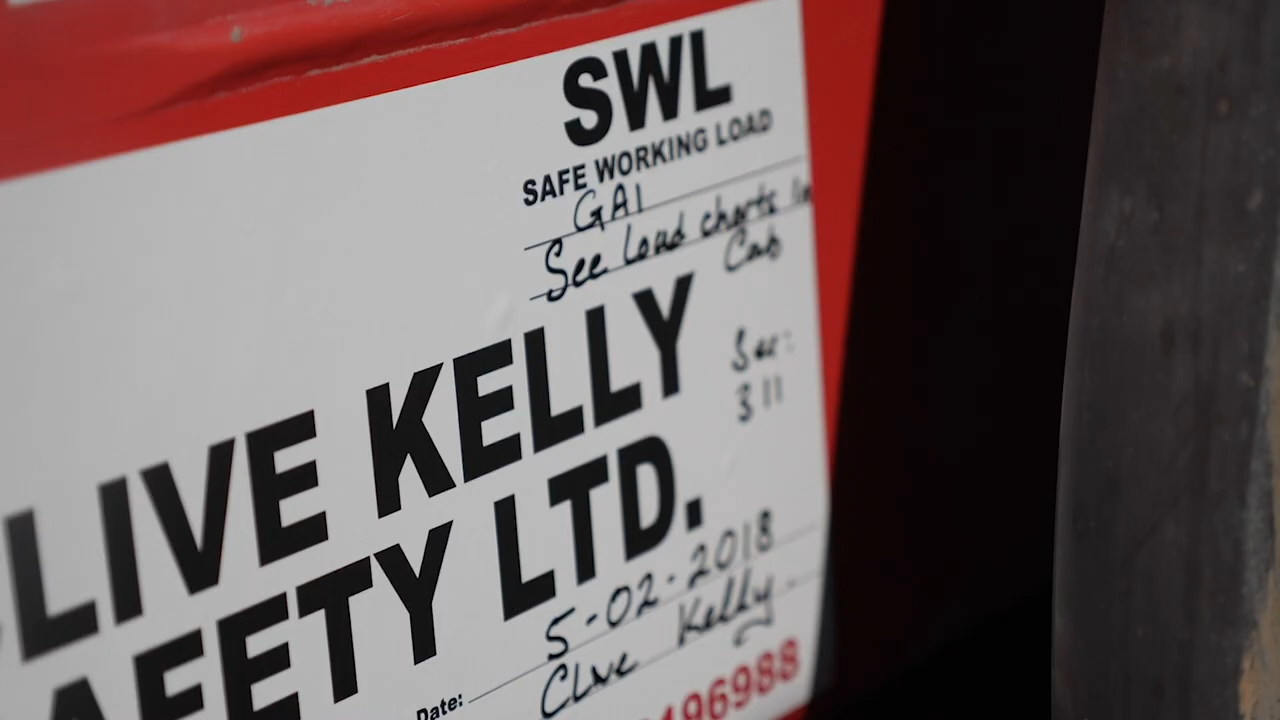 SWL
SAFE WORKING LOAD
GA1
See load charts In
Cab
Ser:
311
LIVE KELLY
AFETY LTD.
5-02-2018
Date:
Clive Kelly
496988